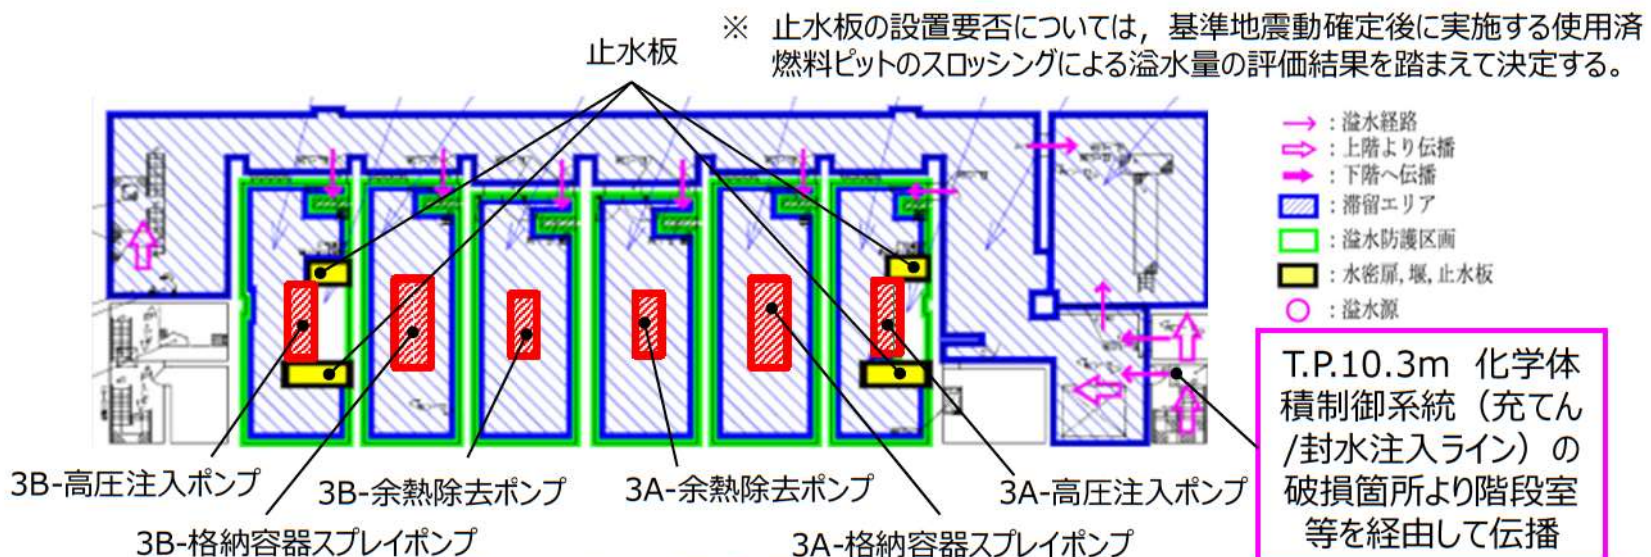 ※ 止水板の設置要否については，基準地震動確定後に実施する使用済
燃料ピットのスロッシングによる溢水量の評価結果を踏まえて決定する。
止水板
：溢水経路
：上階より伝播
：下階へ伝播
：滞留エリア
：溢水防護区画
：水密扉, 堰, 止水板
：溢水源
T.P.10.3m 化学体
積制御系統（充てん
/封水注入ライン）の
破損箇所より階段室
等を経由して伝播
3B-高圧注入ポンプ
3B-余熱除去ポンプ
3A-余熱除去ポンプ
3A-高圧注入ポンプ
3B-格納容器スプレイポンプ
3A-格納容器スプレイポンプ